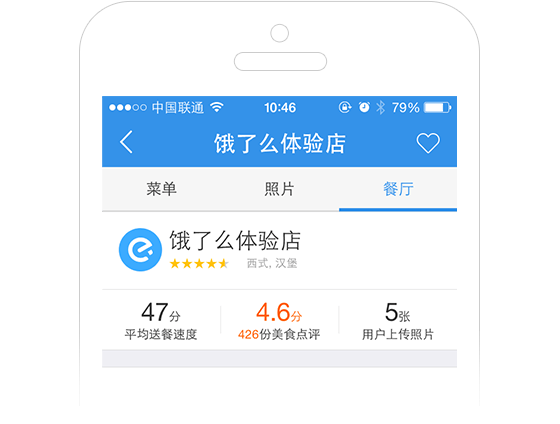 中国联通 10:46 79%
饿了么体验店
菜单 照片 餐厅
饿了么体验店
西式, 汉堡
47分 4.6分 5张
平均送餐速度 426份美食点评 用户上传照片